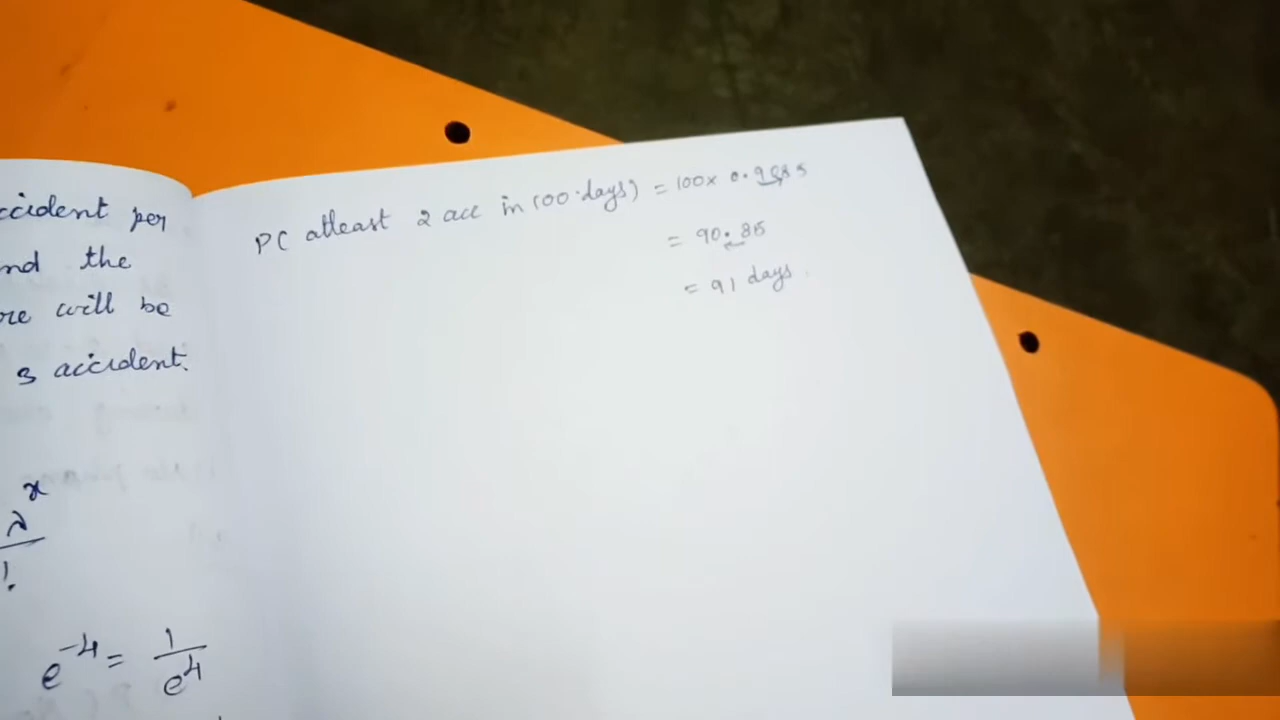 ccident per
nd the
re will be
3 accident.
λ^x
!
e^-4 = 1/e^4
P( atleast 2 acc in 100 days) = 100x 0.9085
= 90.85
= 91 days.